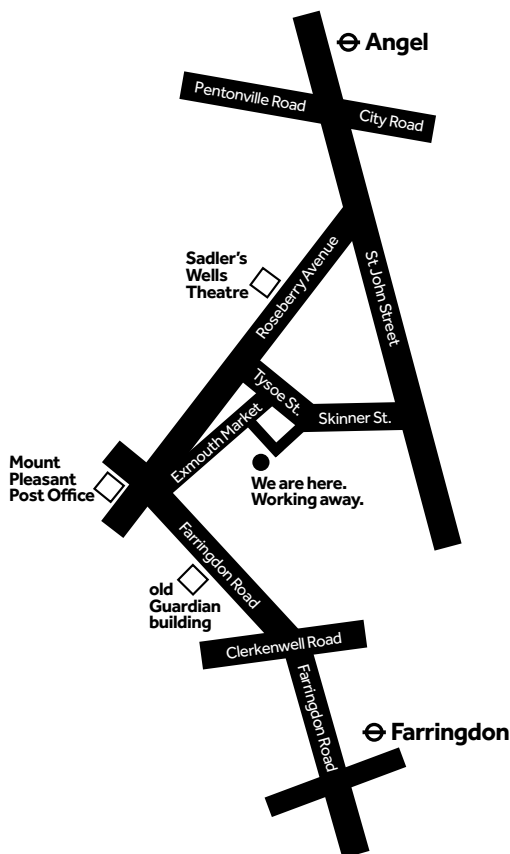 Angel
Pentonville Road
City Road
Sadler's
Wells
Theatre
Roseberry Avenue
St John Street
Tysoe St.
Skinner St.
Exmouth Market
Mount
Pleasant
Post Office
We are here.
Working away.
Farringdon Road
old
Guardian
building
Clerkenwell Road
Farringdon Road
Farringdon